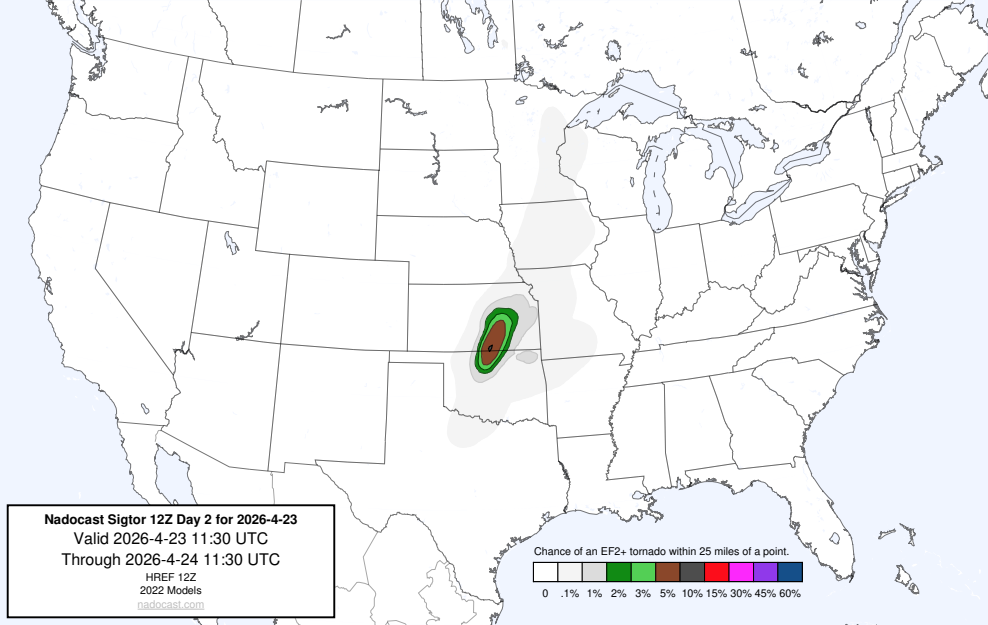 Nadocast Sigtor 12Z Day 2 for 2026-4-23
Valid 2026-4-23 11:30 UTC
Through 2026-4-24 11:30 UTC
HREF 12Z
2022 Models
nadocast.com
Chance of an EF2+ tornado within 25 miles of a point.
0 .1% 1% 2% 3% 5% 10% 15% 30% 45% 60%